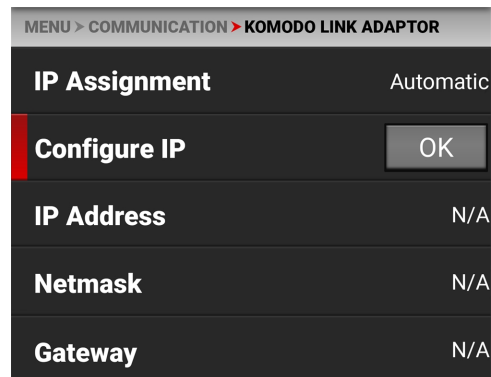 MENU > COMMUNICATION > KOMODO LINK ADAPTOR
IP Assignment Automatic
Configure IP OK
IP Address N/A
Netmask N/A
Gateway N/A